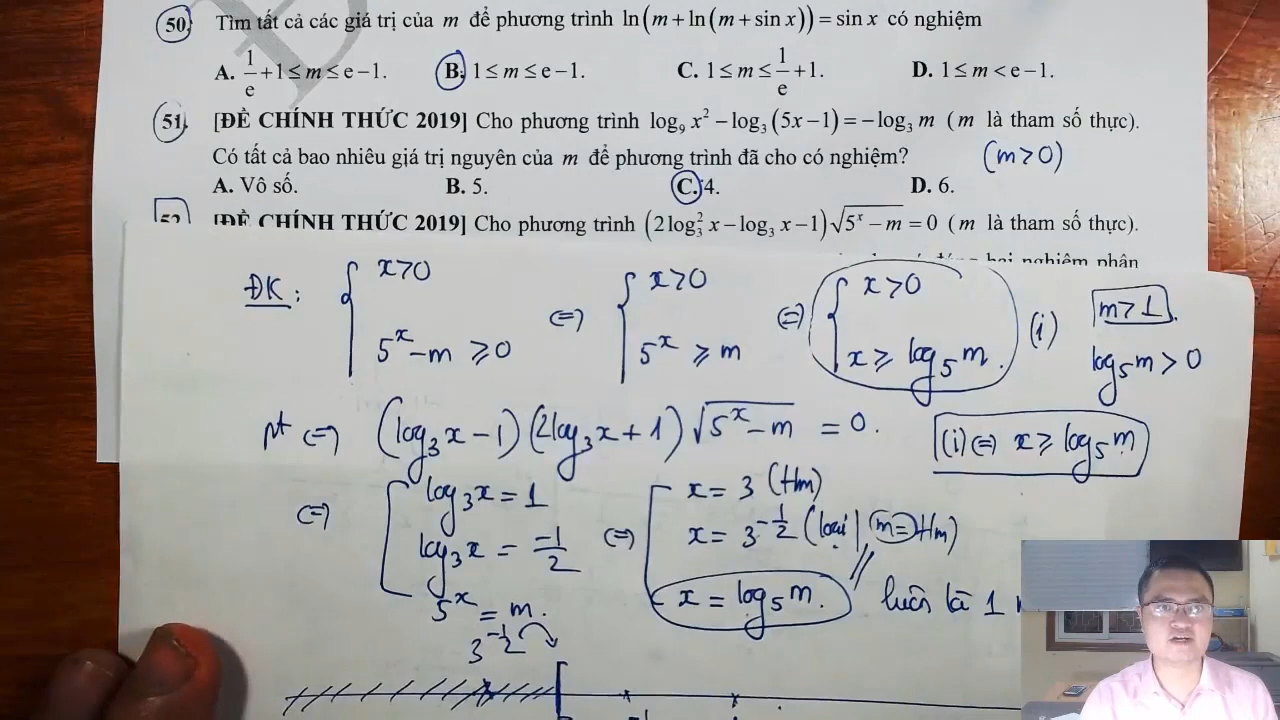 50. Tìm tất cả các giá trị của m để phương trình ln(m+ln(m+sin x)) = sin x có nghiệm
A. 1/e + 1 ≤ m ≤ e − 1. B. 1 ≤ m ≤ e − 1. C. 1 ≤ m ≤ 1/e + 1. D. 1 ≤ m < e − 1.
51. [ĐỀ CHÍNH THỨC 2019] Cho phương trình log₉ x² − log₃ (5x − 1) = −log₃ m ( m là tham số thực).
Có tất cả bao nhiêu giá trị nguyên của m để phương trình đã cho có nghiệm? (m>0)
A. Vô số. B. 5. C. 4. D. 6.
52 [ĐỀ CHÍNH THỨC 2019] Cho phương trình (2log₃² x − log₃ x − 1)√(5ˣ − m) = 0 ( m là tham số thực).
hai nghiệm phân
ĐK: { x>0 ⇔ { x>0 ⇔ { x>0 (i) m>1.
5ˣ − m ≥ 0 5ˣ ≥ m x ≥ log₅ m. log₅ m > 0
pt ⇔ (log₃ x − 1)(2log₃ x + 1)√(5ˣ − m) = 0. (i) ⇔ x ≥ log₅ m
⇔ [ log₃ x = 1 ⇔ [ x = 3 (Hm)
log₃ x = −1/2 x = 3^(−1/2) (loại | m= Hm)
5ˣ = m. x = log₅ m. luôn là 1
3^(−1/2)